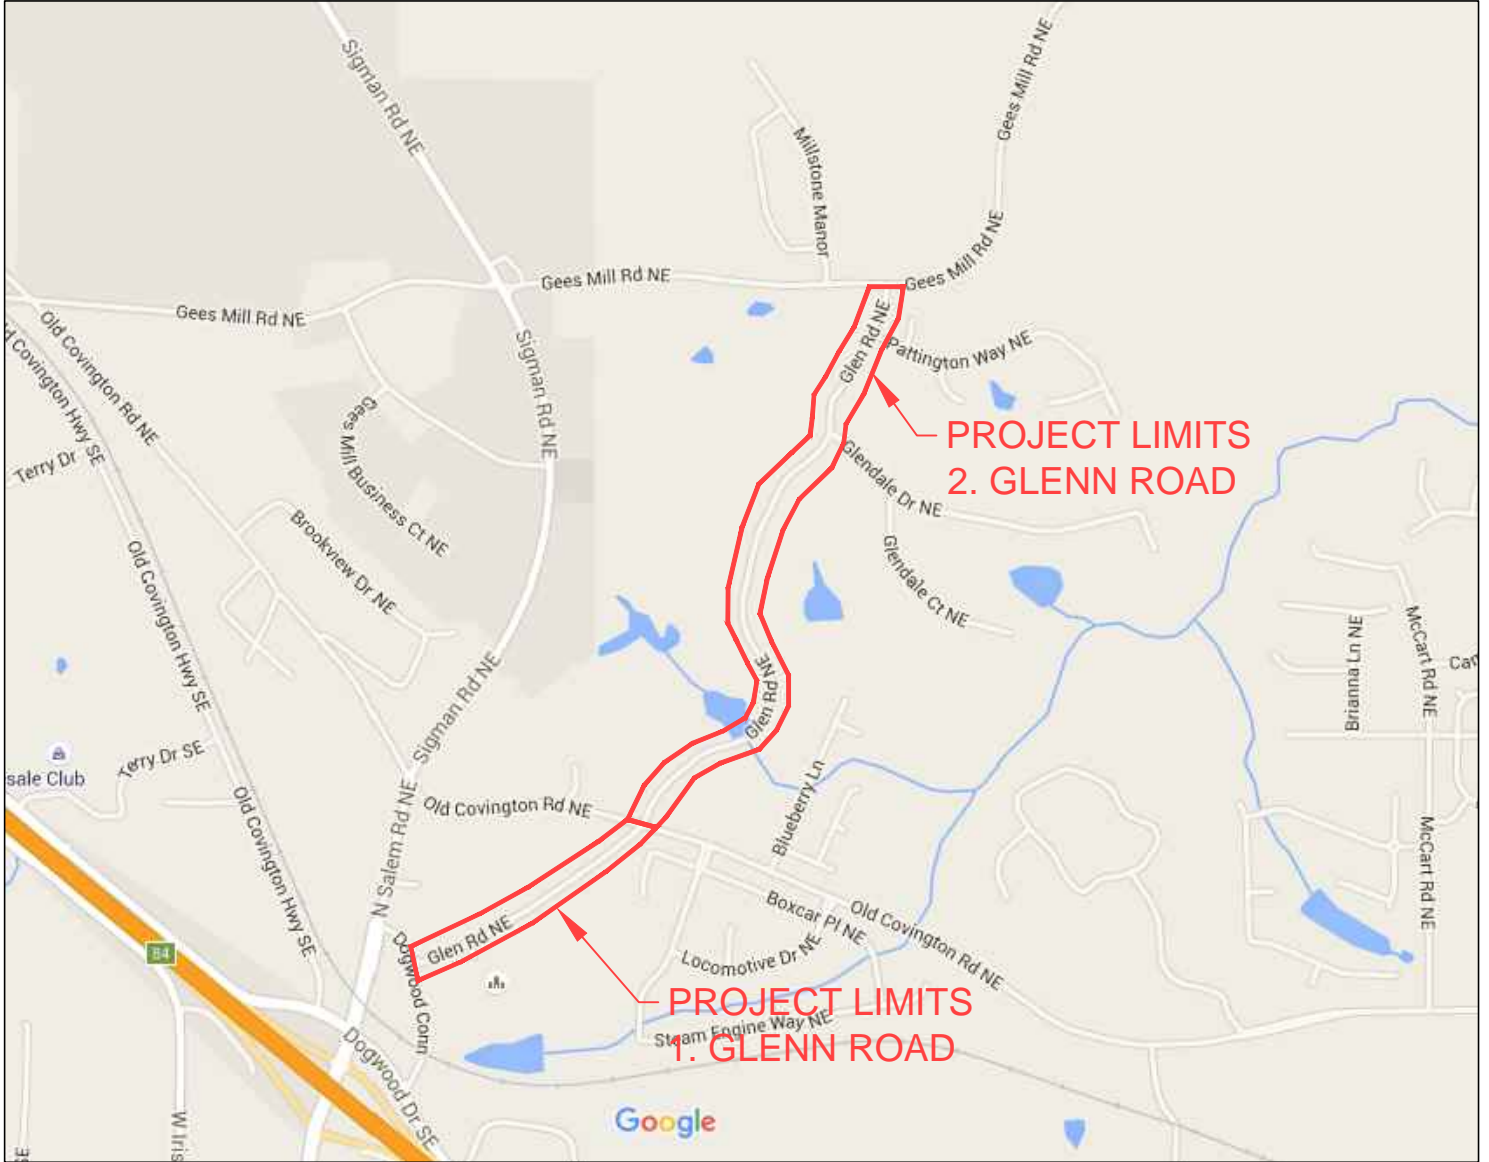 Sigman Rd NE
Gees Mill Rd NE
Millstone Manor
Gees Mill Rd NE
Gees Mill Rd NE
Gees Mill Rd NE
Old Covington Rd NE
Covington Hwy SE
Sigman Rd NE
Glen Rd NE
Pattington Way NE
PROJECT LIMITS
2. GLENN ROAD
Terry Dr
Gees Mill Business Ct NE
Glendale Dr NE
Brookview Dr NE
Old Covington Hwy SE
Glendale Ct NE
McCart Rd NE
Brianna Ln NE
Glen Rd NE
Sigman Rd NE
Terry Dr SE
sale Club
Old Covington Hwy SE
N Salem Rd NE
Old Covington Rd NE
Blueberry Ln
McCart Rd NE
Boxcar Pl NE
Old Covington Rd NE
Glen Rd NE
Dogwood Conn
Locomotive Dr NE
84
PROJECT LIMITS
1. GLENN ROAD
Steam Engine Way NE
Dogwood Dr SE
W Iris
SE
Google